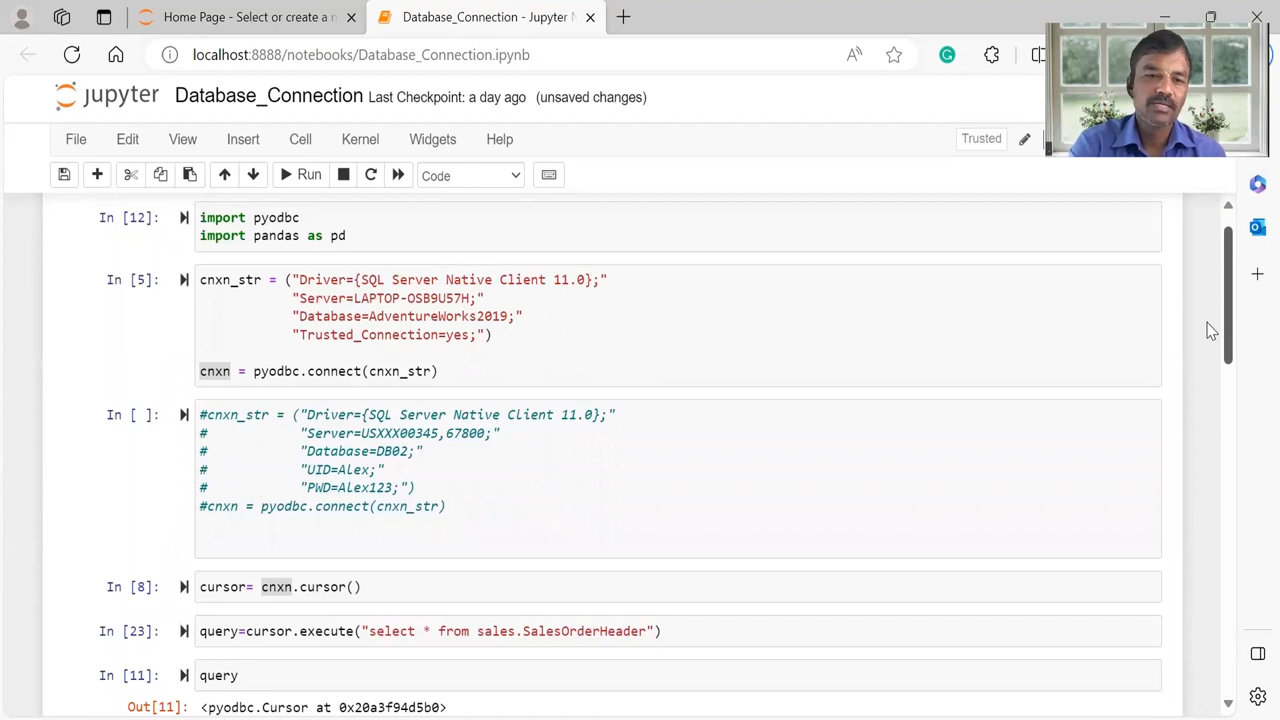 Home Page - Select or create a n
Database_Connection - Jupyter N
localhost:8888/notebooks/Database_Connection.ipynb
jupyter Database_Connection Last Checkpoint: a day ago (unsaved changes)
File Edit View Insert Cell Kernel Widgets Help Trusted
Run Code
In [12]: import pyodbc
import pandas as pd
In [5]: cnxn_str = ("Driver={SQL Server Native Client 11.0};"
"Server=LAPTOP-OSB9U57H;"
"Database=AdventureWorks2019;"
"Trusted_Connection=yes;")
cnxn = pyodbc.connect(cnxn_str)
In [ ]: #cnxn_str = ("Driver={SQL Server Native Client 11.0};"
# "Server=USXXX00345,67800;"
# "Database=DB02;"
# "UID=Alex;"
# "PWD=Alex123;")
#cnxn = pyodbc.connect(cnxn_str)
In [8]: cursor= cnxn.cursor()
In [23]: query=cursor.execute("select * from sales.SalesOrderHeader")
In [11]: query
Out[11]: <pyodbc.Cursor at 0x20a3f94d5b0>